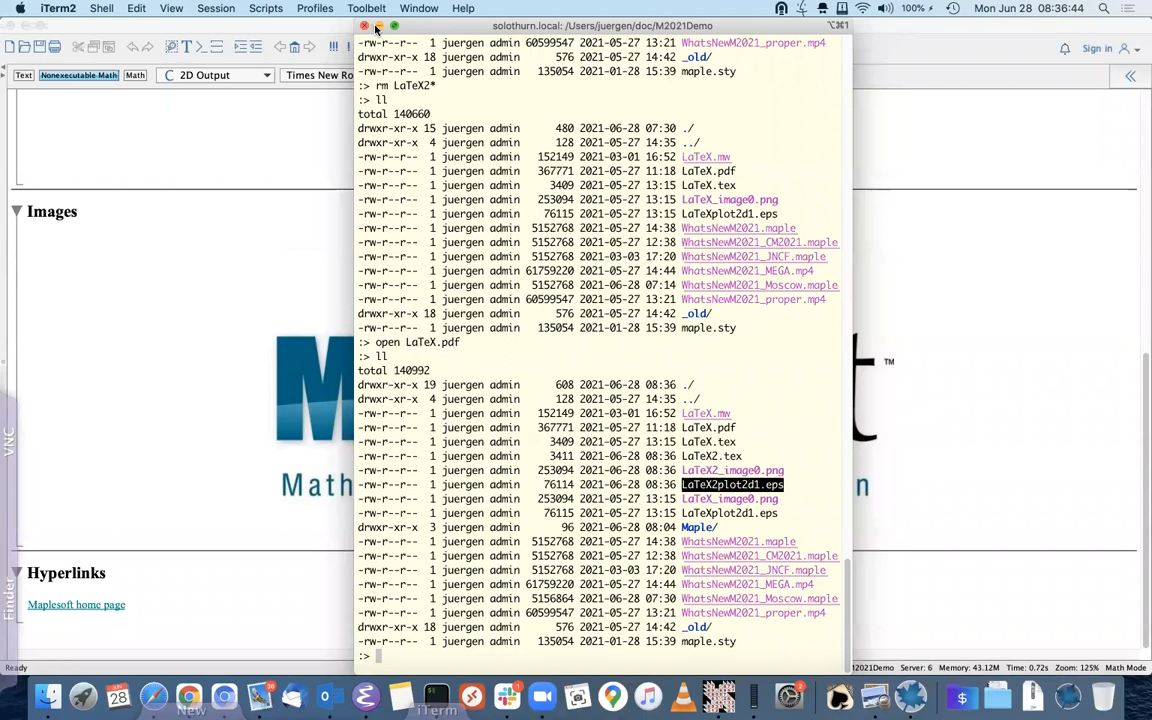 iTerm2 Shell Edit View Session Scripts Profiles Toolbelt Window Help 100% Mon Jun 28 08:36:44
solothurn.local: /Users/juergen/doc/M2021Demo ⌥⌘1
Sign in
Text Nonexecutable Math Math C 2D Output Times New Ro
-rw-r--r-- 1 juergen admin 60599547 2021-05-27 13:21 WhatsNewM2021_proper.mp4
drwxr-xr-x 18 juergen admin 576 2021-05-27 14:42 _old/
-rw-r--r-- 1 juergen admin 135054 2021-01-28 15:39 maple.sty
:> rm LaTeX2*
:> ll
total 140660
drwxr-xr-x 15 juergen admin 480 2021-06-28 07:30 ./
drwxr-xr-x 4 juergen admin 128 2021-05-27 14:35 ../
-rw-r--r-- 1 juergen admin 152149 2021-03-01 16:52 LaTeX.mw
-rw-r--r-- 1 juergen admin 367771 2021-05-27 11:18 LaTeX.pdf
-rw-r--r-- 1 juergen admin 3409 2021-05-27 13:15 LaTeX.tex
-rw-r--r-- 1 juergen admin 253094 2021-05-27 13:15 LaTeX_image0.png
-rw-r--r-- 1 juergen admin 76115 2021-05-27 13:15 LaTeXplot2d1.eps
-rw-r--r-- 1 juergen admin 5152768 2021-05-27 14:38 WhatsNewM2021.maple
-rw-r--r-- 1 juergen admin 5152768 2021-05-27 12:38 WhatsNewM2021_CM2021.maple
-rw-r--r-- 1 juergen admin 5152768 2021-03-03 17:20 WhatsNewM2021_JNCF.maple
-rw-r--r-- 1 juergen admin 61759220 2021-05-27 14:44 WhatsNewM2021_MEGA.mp4
-rw-r--r-- 1 juergen admin 5152768 2021-06-28 07:14 WhatsNewM2021_Moscow.maple
-rw-r--r-- 1 juergen admin 60599547 2021-05-27 13:21 WhatsNewM2021_proper.mp4
drwxr-xr-x 18 juergen admin 576 2021-05-27 14:42 _old/
-rw-r--r-- 1 juergen admin 135054 2021-01-28 15:39 maple.sty
:> open LaTeX.pdf
:> ll
total 140992
drwxr-xr-x 19 juergen admin 608 2021-06-28 08:36 ./
drwxr-xr-x 4 juergen admin 128 2021-05-27 14:35 ../
-rw-r--r-- 1 juergen admin 152149 2021-03-01 16:52 LaTeX.mw
-rw-r--r-- 1 juergen admin 367771 2021-05-27 11:18 LaTeX.pdf
-rw-r--r-- 1 juergen admin 3409 2021-05-27 13:15 LaTeX.tex
-rw-r--r-- 1 juergen admin 3411 2021-06-28 08:36 LaTeX2.tex
-rw-r--r-- 1 juergen admin 253094 2021-06-28 08:36 LaTeX2_image0.png
-rw-r--r-- 1 juergen admin 76114 2021-06-28 08:36 LaTeX2plot2d1.eps
-rw-r--r-- 1 juergen admin 253094 2021-05-27 13:15 LaTeX_image0.png
-rw-r--r-- 1 juergen admin 76115 2021-05-27 13:15 LaTeXplot2d1.eps
drwxr-xr-x 3 juergen admin 96 2021-06-28 08:04 Maple/
-rw-r--r-- 1 juergen admin 5152768 2021-05-27 14:38 WhatsNewM2021.maple
-rw-r--r-- 1 juergen admin 5152768 2021-05-27 12:38 WhatsNewM2021_CM2021.maple
-rw-r--r-- 1 juergen admin 5152768 2021-03-03 17:20 WhatsNewM2021_JNCF.maple
-rw-r--r-- 1 juergen admin 61759220 2021-05-27 14:44 WhatsNewM2021_MEGA.mp4
-rw-r--r-- 1 juergen admin 5156864 2021-06-28 07:30 WhatsNewM2021_Moscow.maple
-rw-r--r-- 1 juergen admin 60599547 2021-05-27 13:21 WhatsNewM2021_proper.mp4
drwxr-xr-x 18 juergen admin 576 2021-05-27 14:42 _old/
-rw-r--r-- 1 juergen admin 135054 2021-01-28 15:39 maple.sty
:>
Images
M t ™
Math n
Hyperlinks
Maplesoft home page
VNC
Finder
Ready 2021Demo Server: 6 Memory: 43.12M Time: 0.72s Zoom: 125% Math Mode
New iTerm